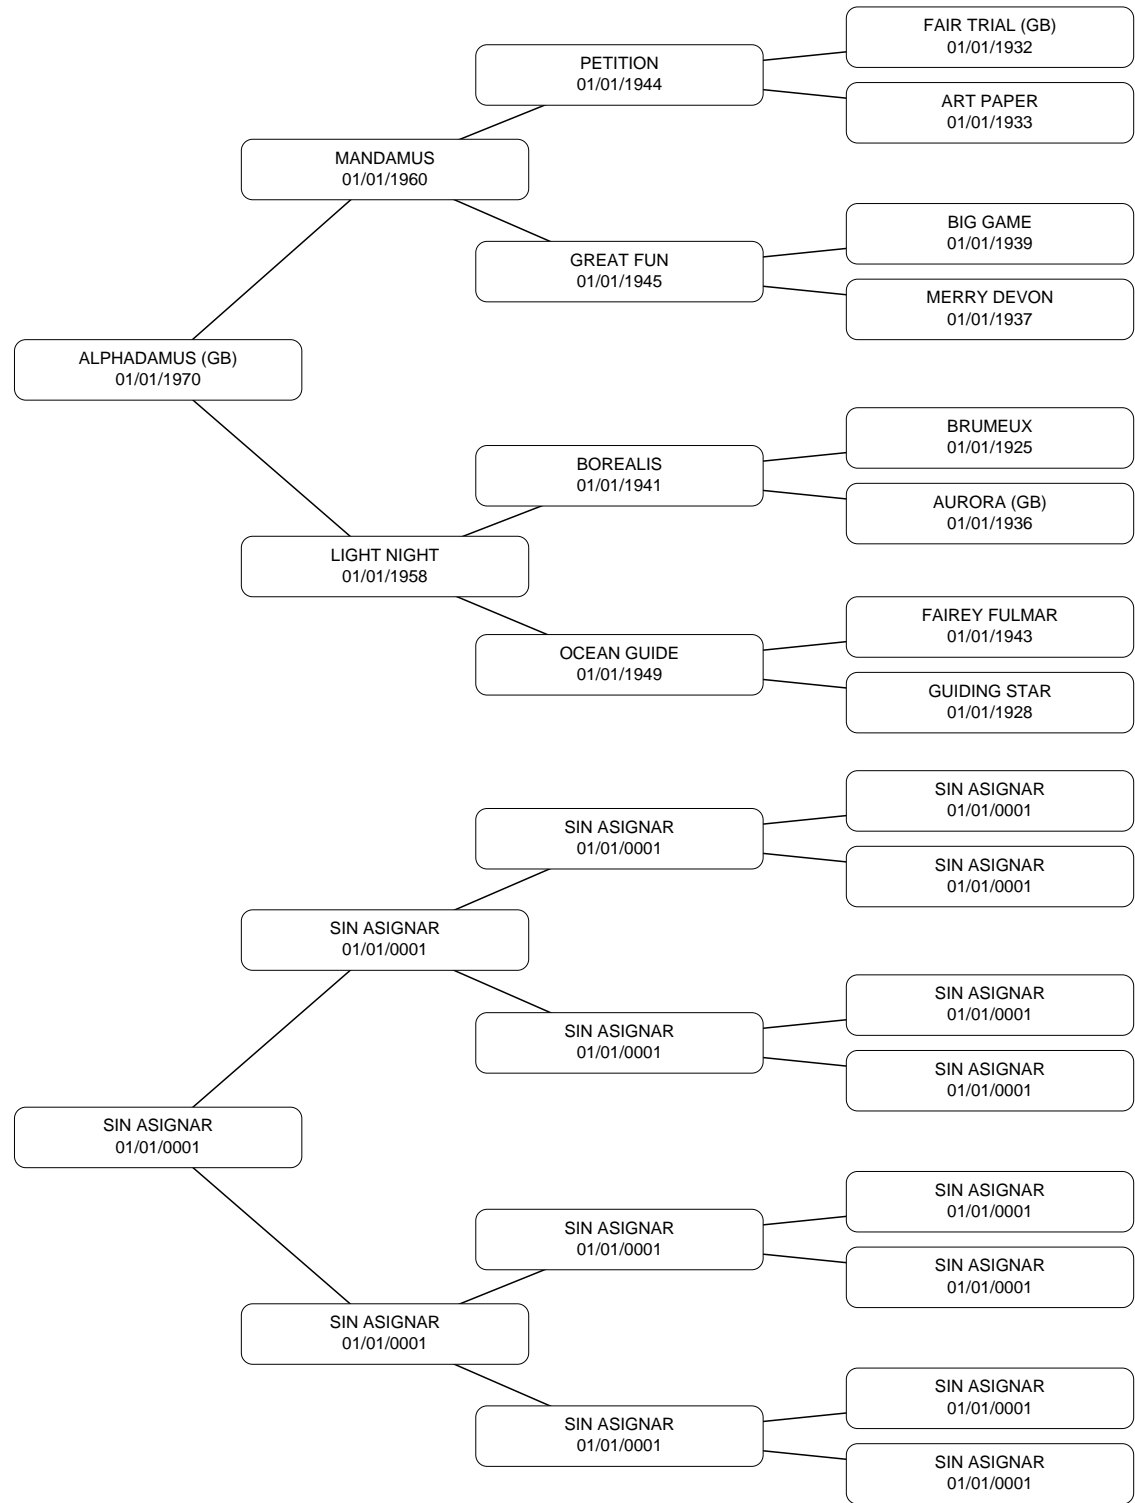 FAIR TRIAL (GB)
01/01/1932
PETITION
01/01/1944
ART PAPER
01/01/1933
MANDAMUS
01/01/1960
BIG GAME
01/01/1939
GREAT FUN
01/01/1945
MERRY DEVON
01/01/1937
ALPHADAMUS (GB)
01/01/1970
BRUMEUX
01/01/1925
BOREALIS
01/01/1941
AURORA (GB)
01/01/1936
LIGHT NIGHT
01/01/1958
FAIREY FULMAR
01/01/1943
OCEAN GUIDE
01/01/1949
GUIDING STAR
01/01/1928
SIN ASIGNAR
01/01/0001
SIN ASIGNAR
01/01/0001
SIN ASIGNAR
01/01/0001
SIN ASIGNAR
01/01/0001
SIN ASIGNAR
01/01/0001
SIN ASIGNAR
01/01/0001
SIN ASIGNAR
01/01/0001
SIN ASIGNAR
01/01/0001
SIN ASIGNAR
01/01/0001
SIN ASIGNAR
01/01/0001
SIN ASIGNAR
01/01/0001
SIN ASIGNAR
01/01/0001
SIN ASIGNAR
01/01/0001
SIN ASIGNAR
01/01/0001
SIN ASIGNAR
01/01/0001